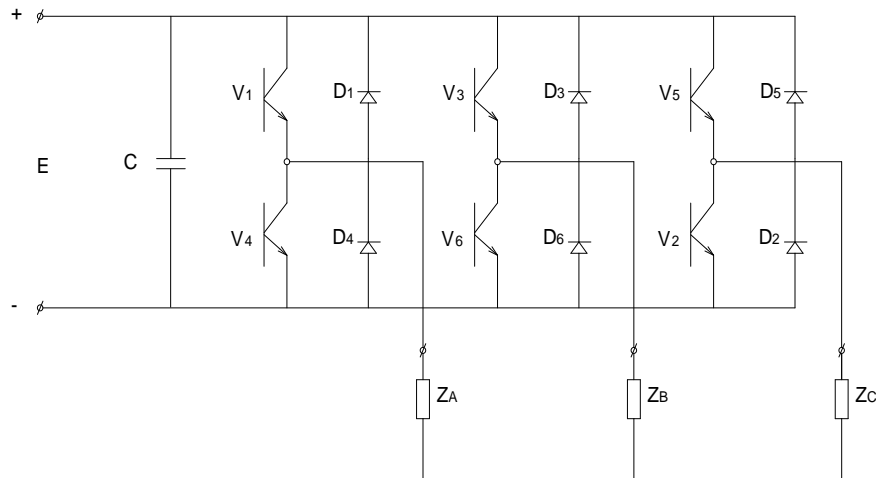 +
V1 D1 V3 D3 V5 D5
E C
V4 D4 V6 D6 V2 D2
-
ZA ZB ZC